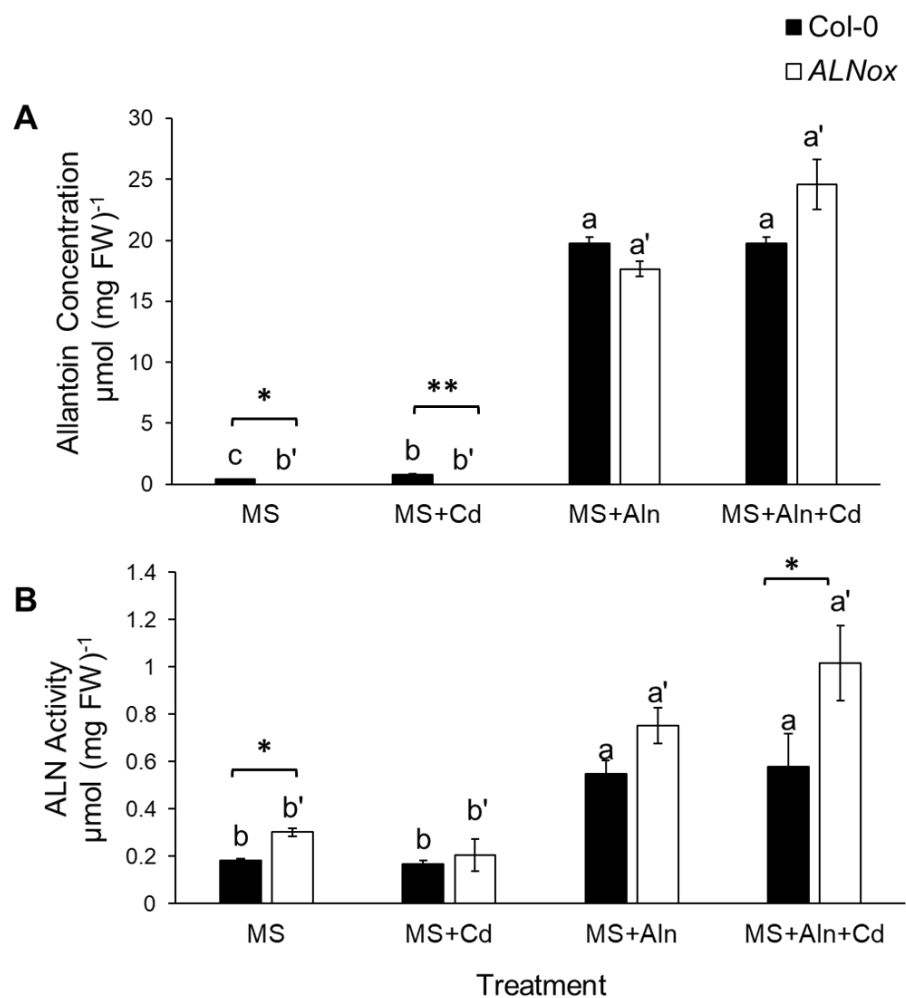 Col-0
ALNox
A
Allantoin Concentration
µmol (mg FW)-1
30
25
20
15
10
5
0
*
**
c
b'
b
b'
a
a'
a
a'
MS
MS+Cd
MS+Aln
MS+Aln+Cd
B
ALN Activity
µmol (mg FW)-1
1.4
1.2
1
0.8
0.6
0.4
0.2
0
*
*
b
b'
b
b'
a
a'
a
a'
MS
MS+Cd
MS+Aln
MS+Aln+Cd
Treatment